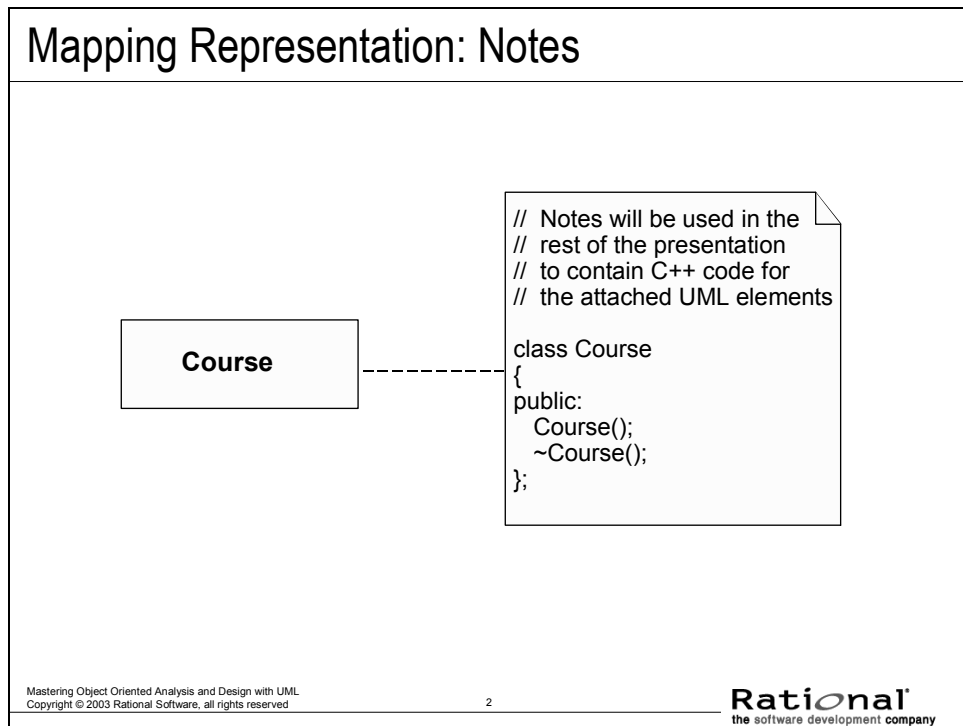 Mapping Representation: Notes
// Notes will be used in the
// rest of the presentation
// to contain C++ code for
// the attached UML elements
class Course
{
public:
Course();
~Course();
};
Course
Mastering Object Oriented Analysis and Design with UML
Copyright © 2003 Rational Software, all rights reserved
2
Rational
the software development company